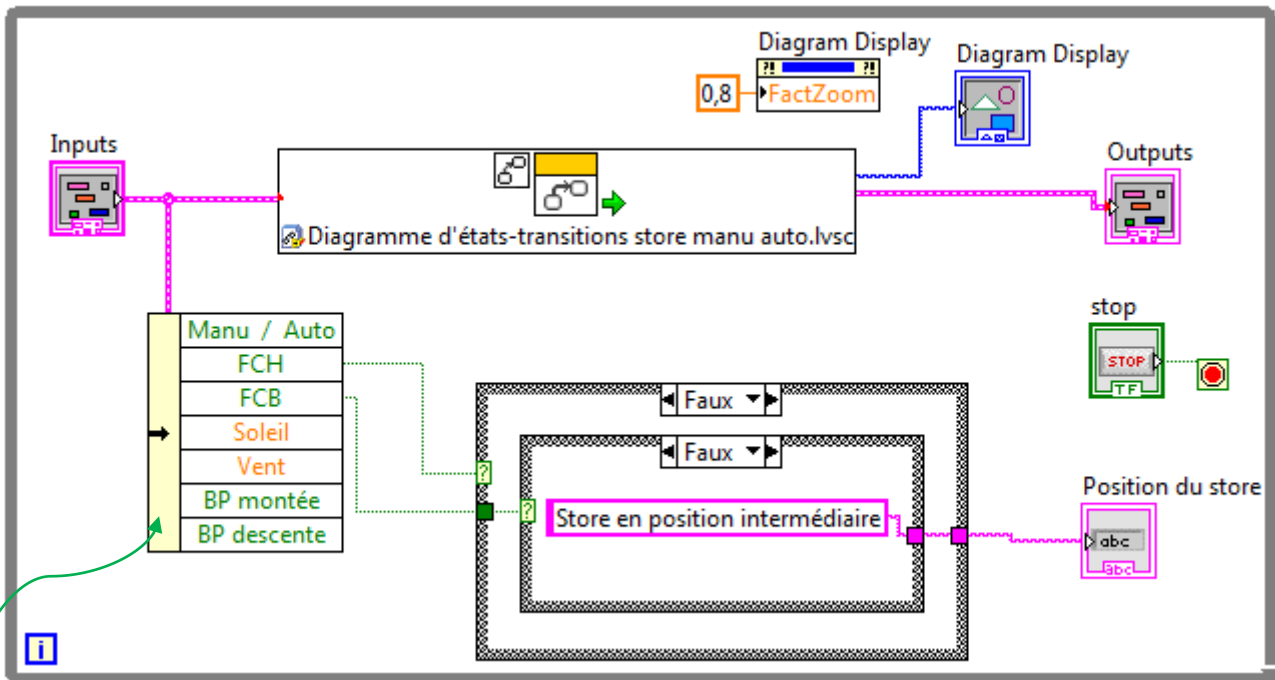 Diagram Display
Diagram Display
?!
?!
0,8
FactZoom
Inputs
Outputs
Diagramme d'états-transitions store manu auto.lvsc
stop
STOP
TF
Manu / Auto
FCH
FCB
Soleil
Vent
BP montée
BP descente
Faux
Faux
?
?
Store en position intermédiaire
Position du store
abc
abc
i